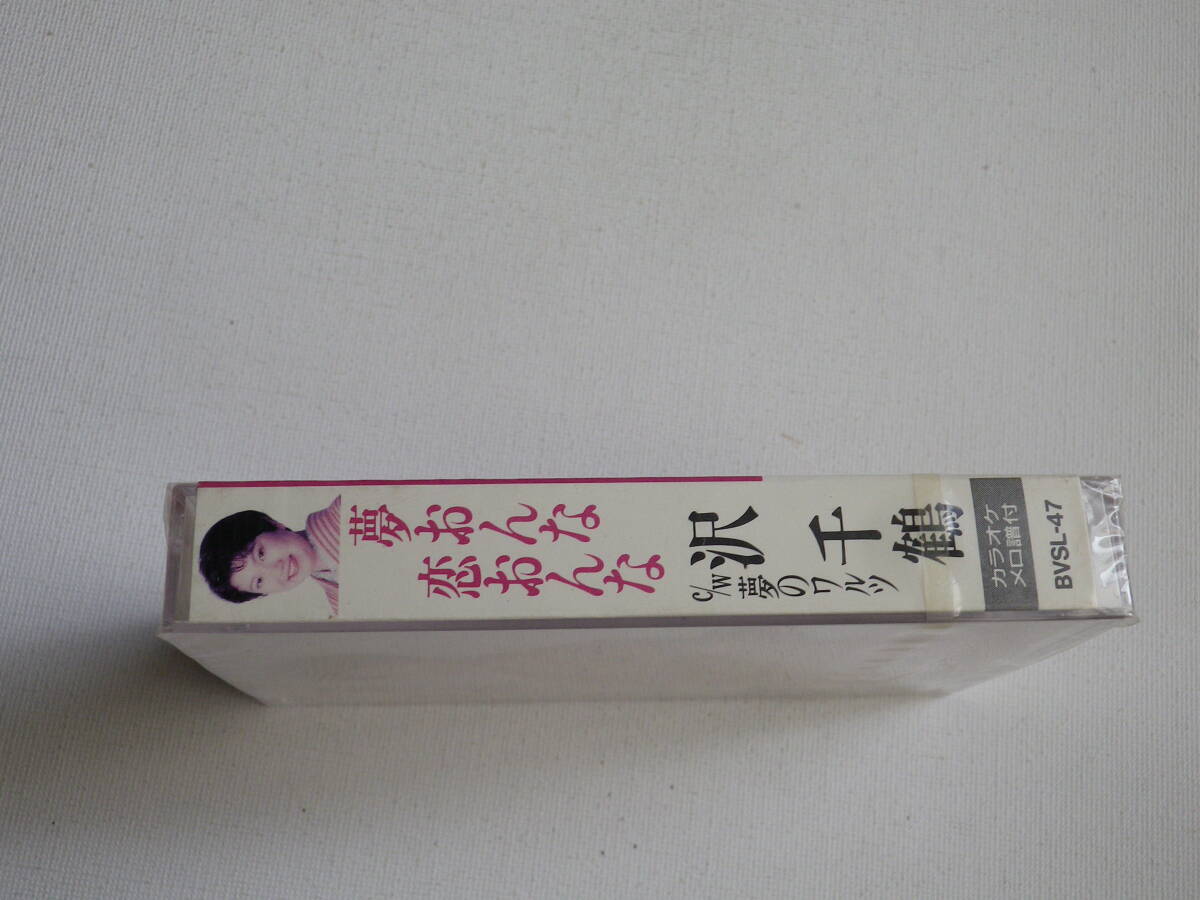 夢おんな
恋おんな
沢千鶴
c/w夢のワルツ
カラオケ
メロ譜付
BVSL-47